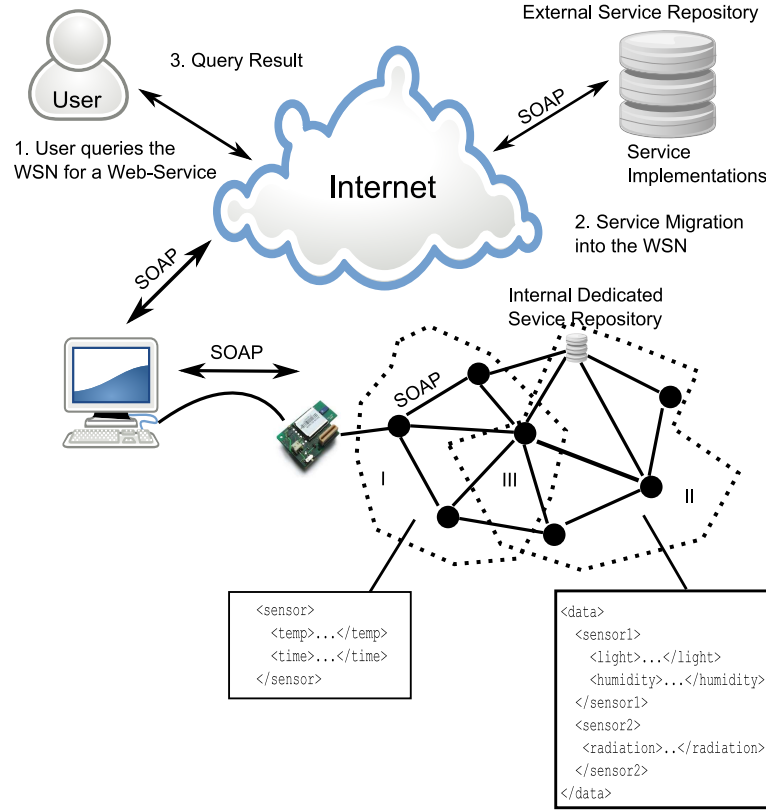 External Service Repository
3. Query Result
User
SOAP
1. User queries the
WSN for a Web-Service
Service
Implementations
Internet
2. Service Migration
into the WSN
SOAP
Internal Dedicated
Sevice Repository
SOAP
SOAP
I
III
II
<sensor>
<temp>...</temp>
<time>...</time>
</sensor>
<data>
<sensor1>
<light>...</light>
<humidity>...</humidity>
</sensor1>
<sensor2>
<radiation>..</radiation>
</sensor2>
</data>